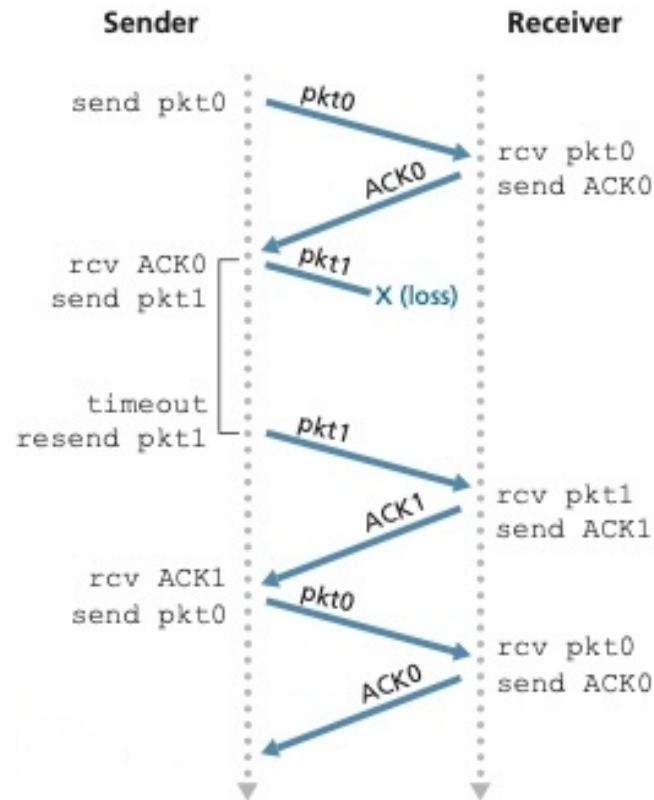 Sender
Receiver
send pkt0
pkt0
rcv pkt0
send ACK0
ACK0
rcv ACK0
send pkt1
pkt1
X (loss)
timeout
resend pkt1
pkt1
rcv pkt1
send ACK1
ACK1
rcv ACK1
send pkt0
pkt0
rcv pkt0
send ACK0
ACK0